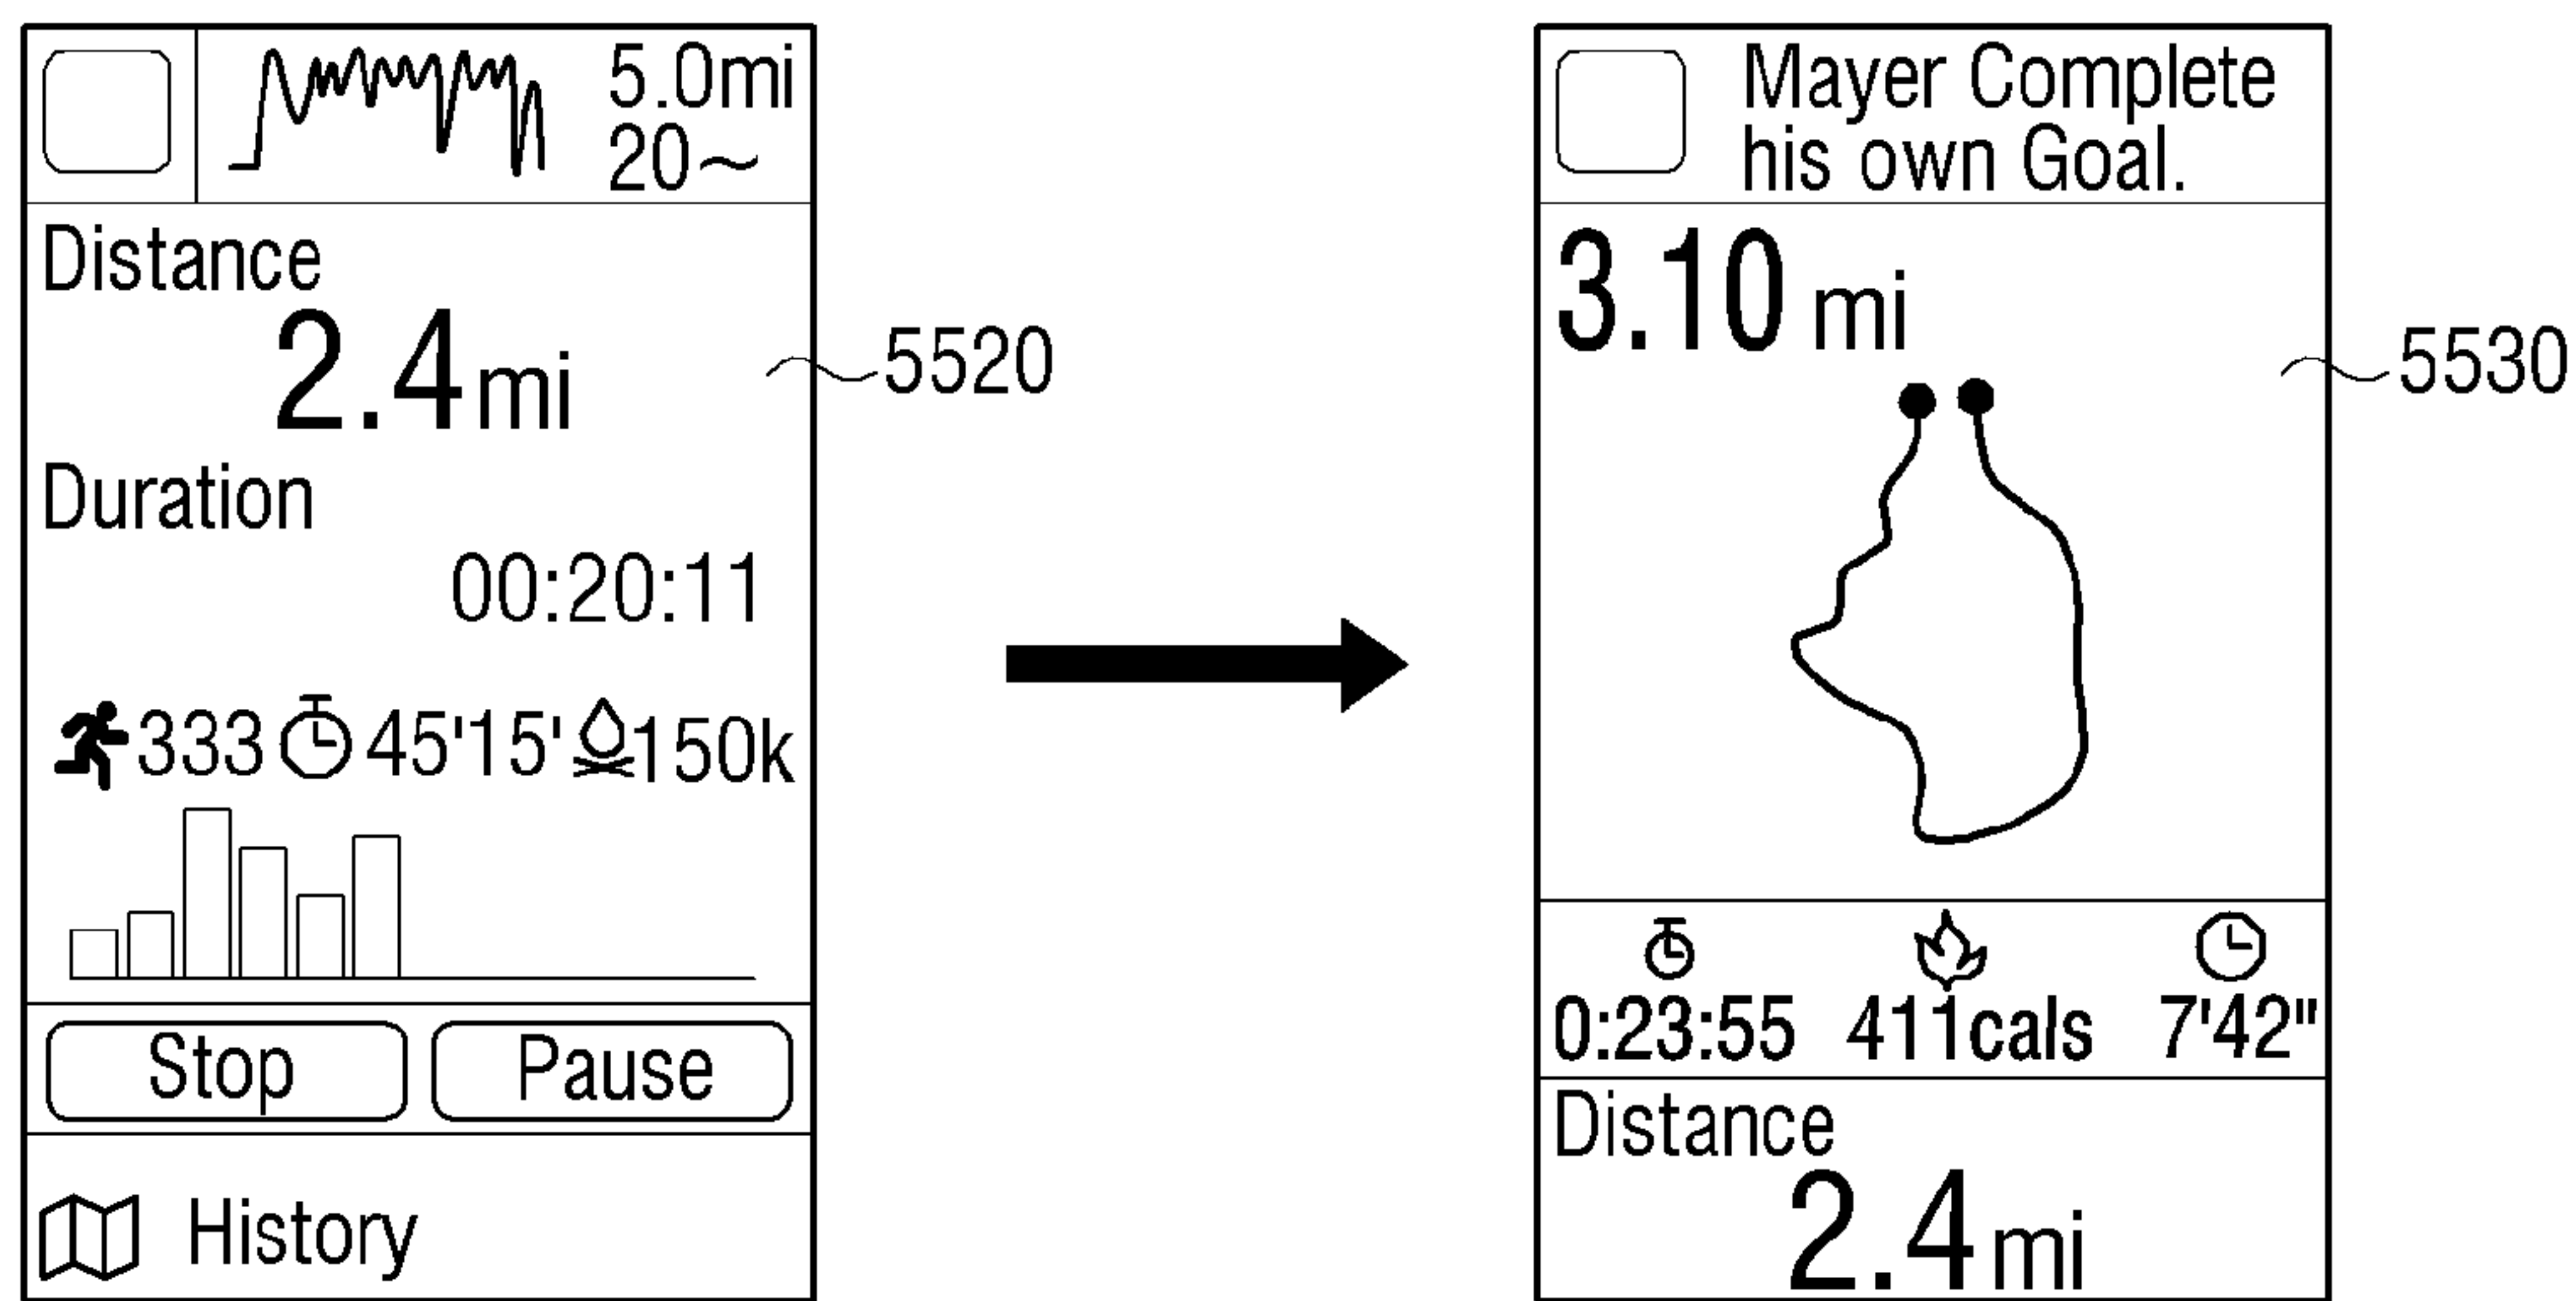 5.0mi
20~
Distance
2.4mi
Duration
00:20:11
333 45'15' 150k
Stop Pause
History
5520
Mayer Complete
his own Goal.
3.10 mi
0:23:55 411cals 7'42"
Distance
2.4mi
5530